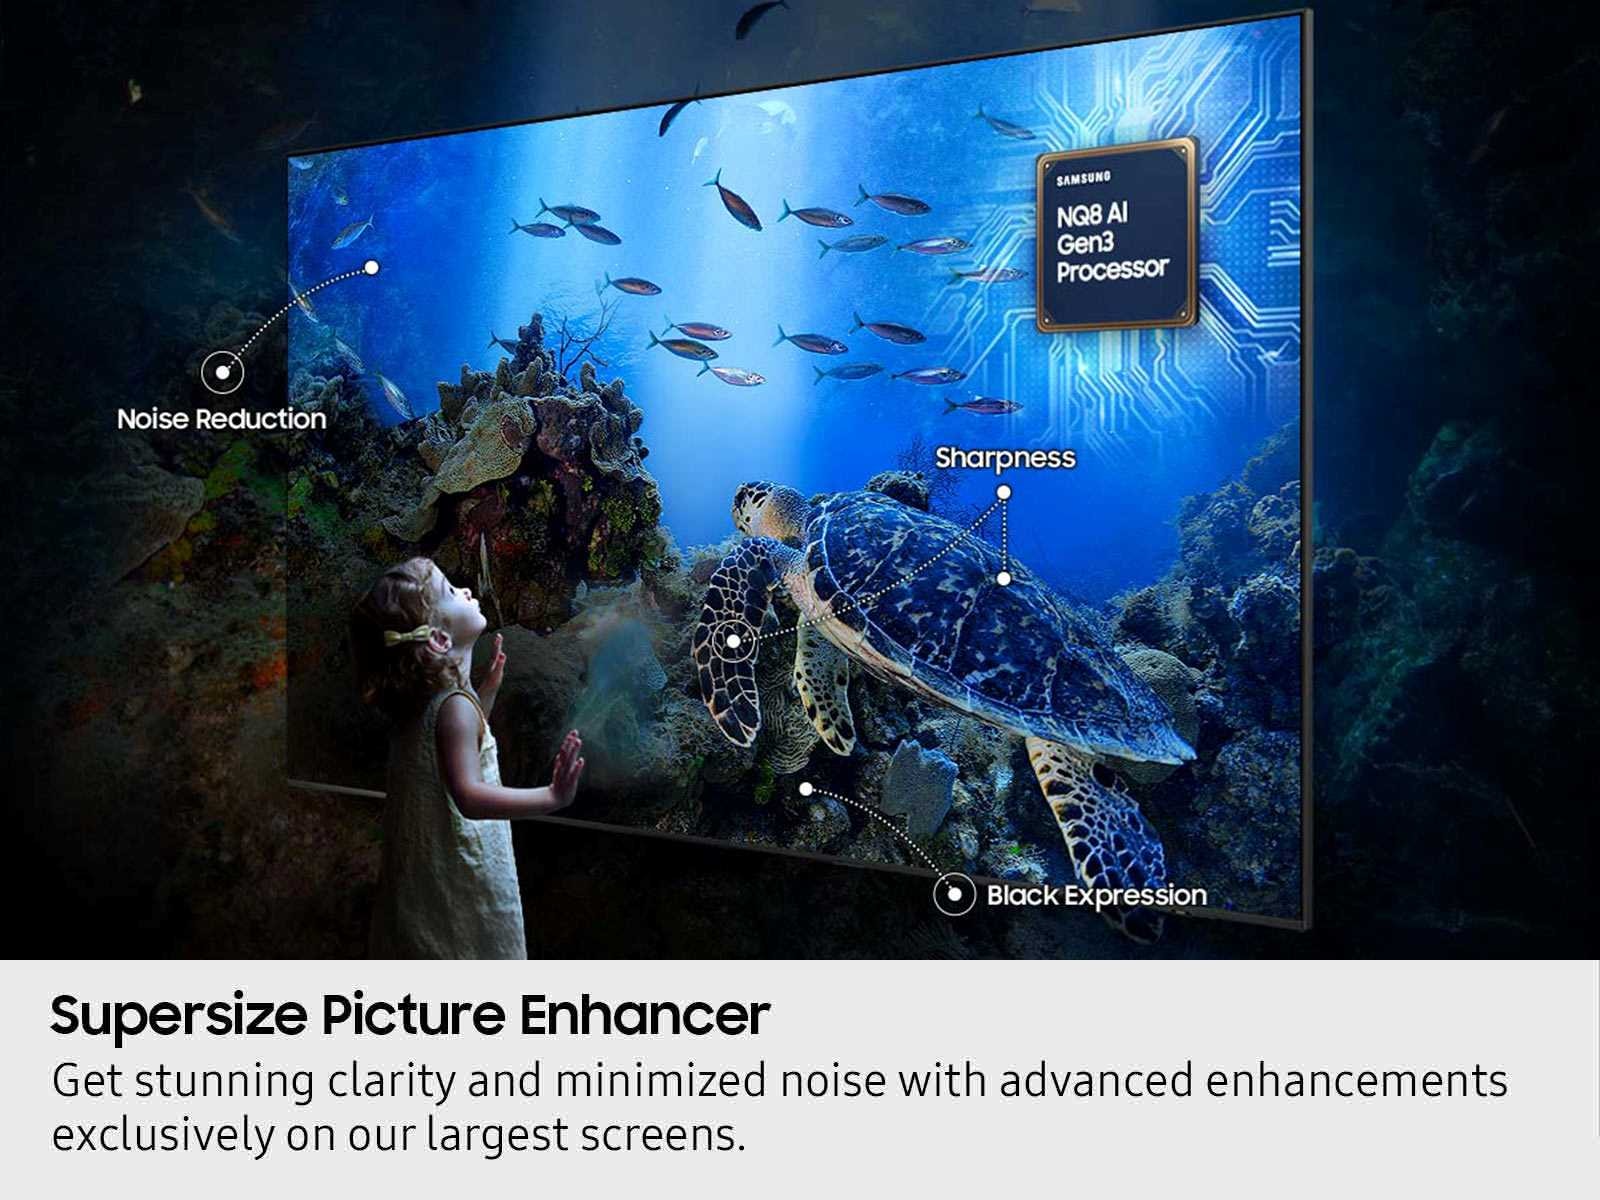 SAMSUNG
NQ8 AI
Gen3
Processor
Noise Reduction
Sharpness
Black Expression
Supersize Picture Enhancer
Get stunning clarity and minimized noise with advanced enhancements
exclusively on our largest screens.